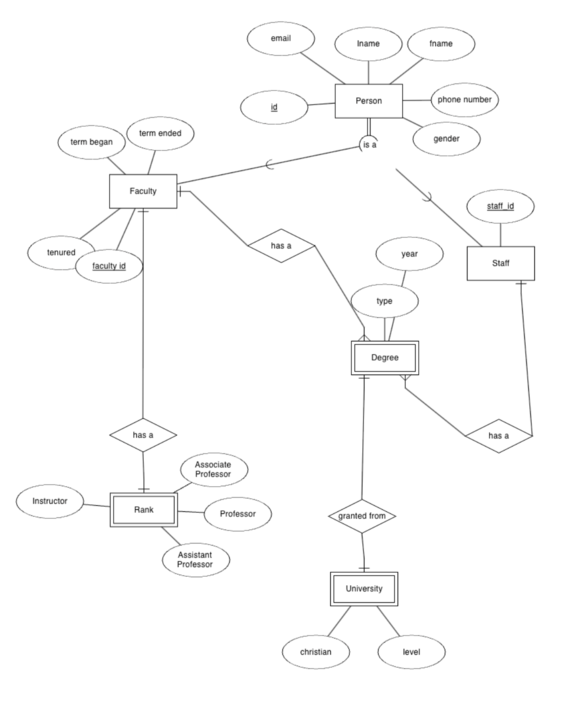 email
lname
fname
id
Person
phone number
gender
is a
term began
term ended
Faculty
tenured
faculty id
has a
staff_id
Staff
year
type
Degree
has a
has a
Associate
Professor
Instructor
Rank
Professor
Assistant
Professor
granted from
University
christian
level